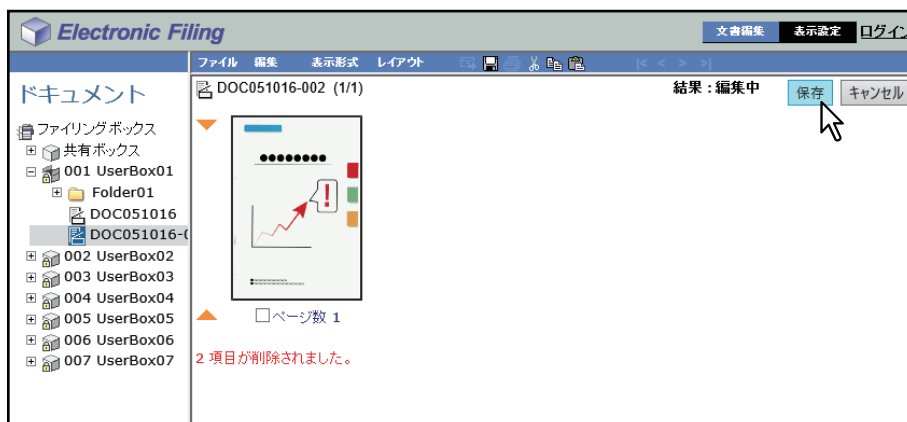 Electronic Filing
文書編集 表示設定 ログイン
ファイル 編集 表示形式 レイアウト |< < > >|
ドキュメント
DOC051016-002 (1/1) 結果：編集中 保存 キャンセル
ファイリングボックス
共有ボックス
001 UserBox01
Folder01
DOC051016
DOC051016-0
002 UserBox02
003 UserBox03
004 UserBox04
005 UserBox05
006 UserBox06
007 UserBox07
!
ページ数 1
2 項目が削除されました。